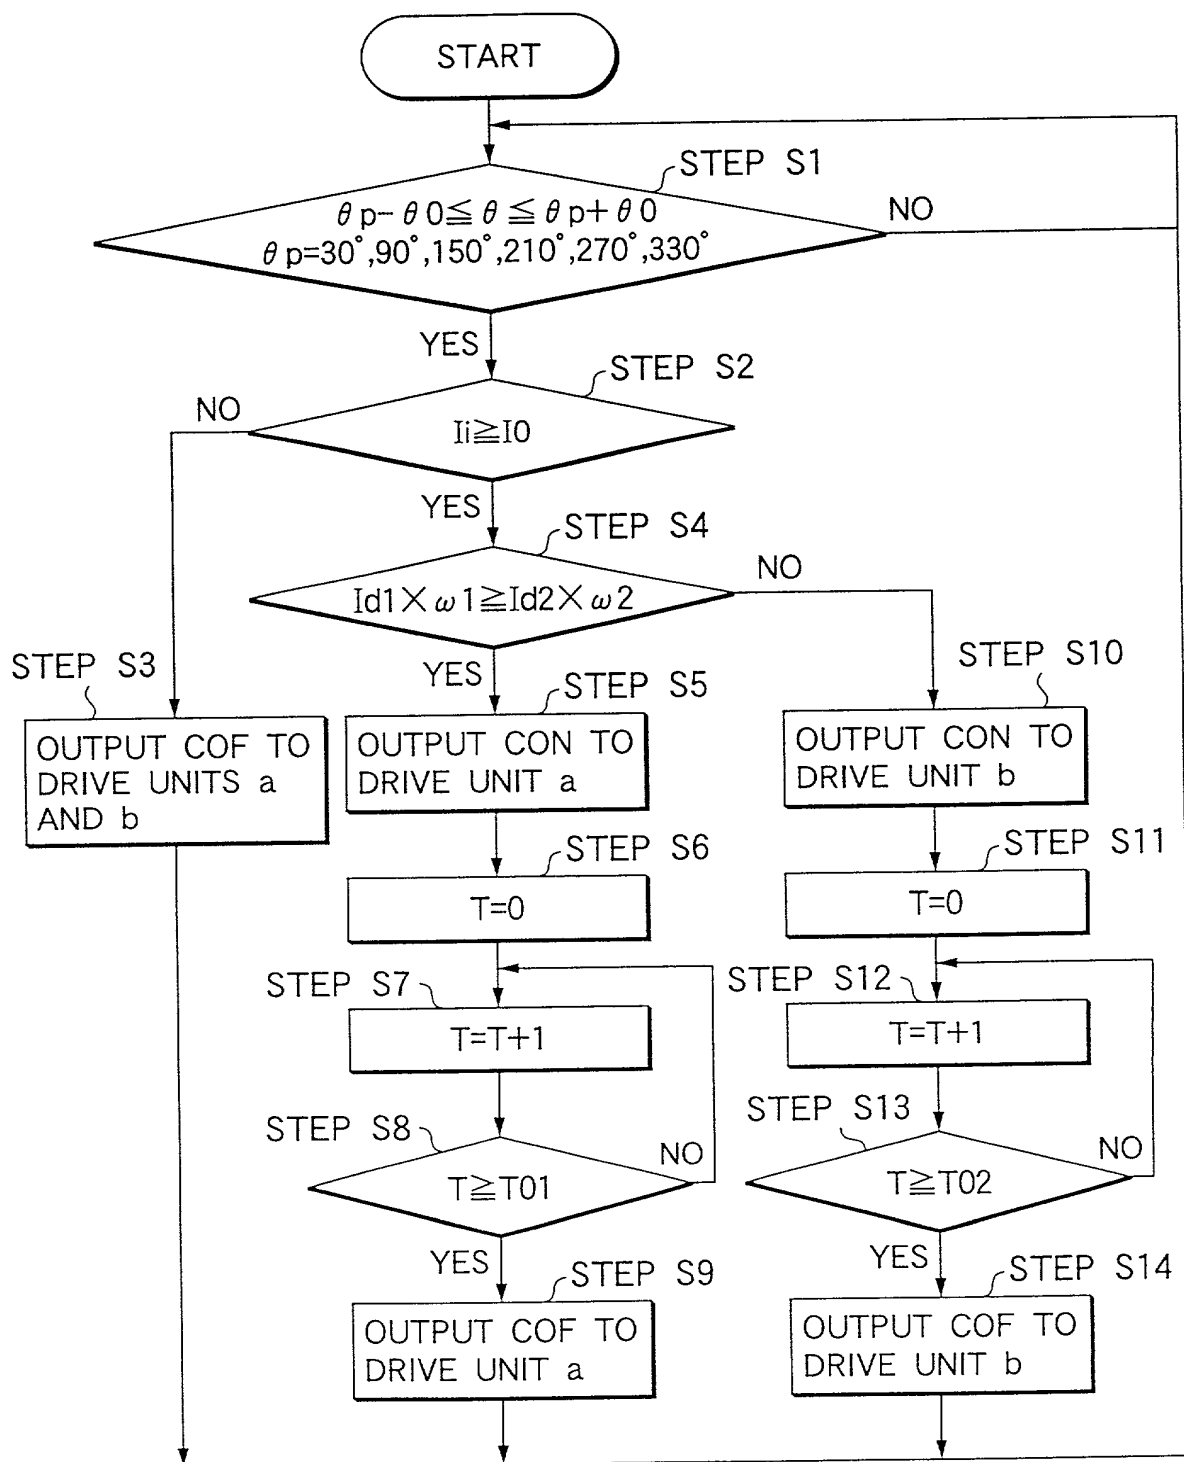 START
STEP S1
θp-θ0≦θ≦θp+θ0
θp=30°,90°,150°,210°,270°,330°
NO
YES
STEP S2
NO
Ii≧I0
YES
STEP S4
NO
Id1×ω1≧Id2×ω2
STEP S3
YES
STEP S5
STEP S10
OUTPUT COF TO
DRIVE UNITS a
AND b
OUTPUT CON TO
DRIVE UNIT a
OUTPUT CON TO
DRIVE UNIT b
STEP S6
STEP S11
T=0
T=0
STEP S7
STEP S12
T=T+1
T=T+1
STEP S8
STEP S13
NO
NO
T≧T01
T≧T02
YES
YES
STEP S9
STEP S14
OUTPUT COF TO
DRIVE UNIT a
OUTPUT COF TO
DRIVE UNIT b